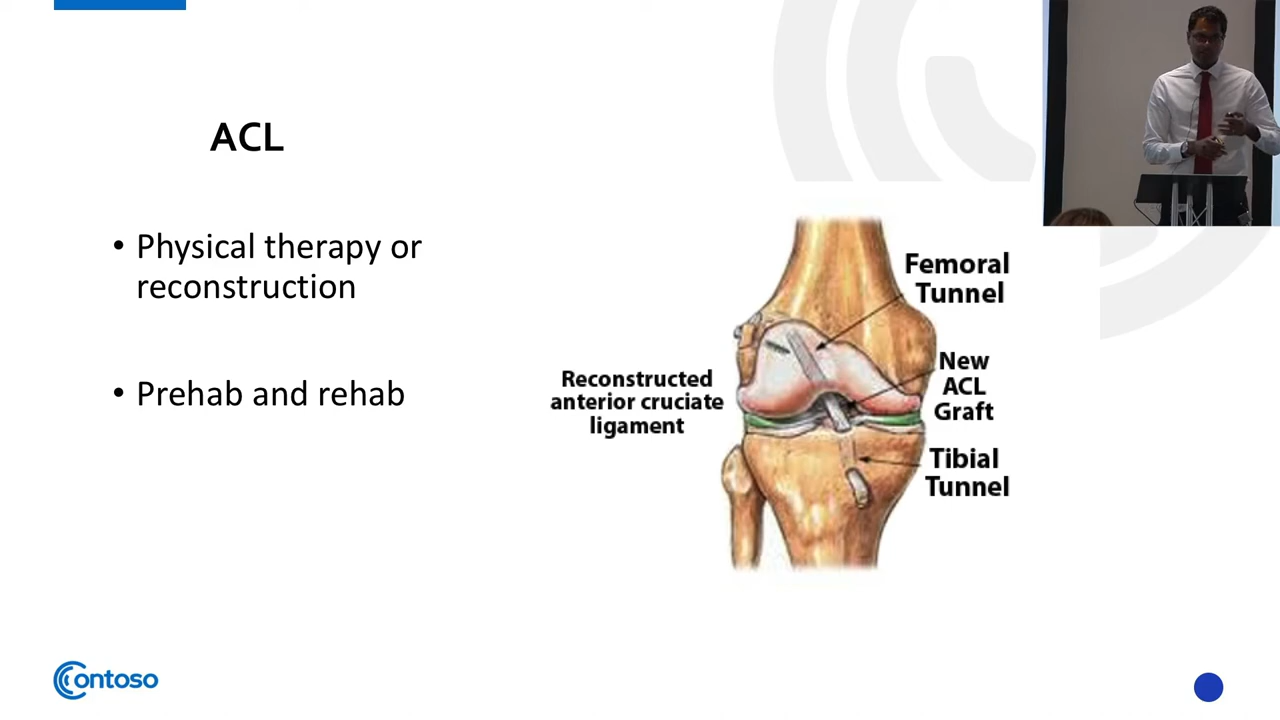 ACL
• Physical therapy or
reconstruction
• Prehab and rehab
Reconstructed
anterior cruciate
ligament
Femoral
Tunnel
New
ACL
Graft
Tibial
Tunnel
Contoso